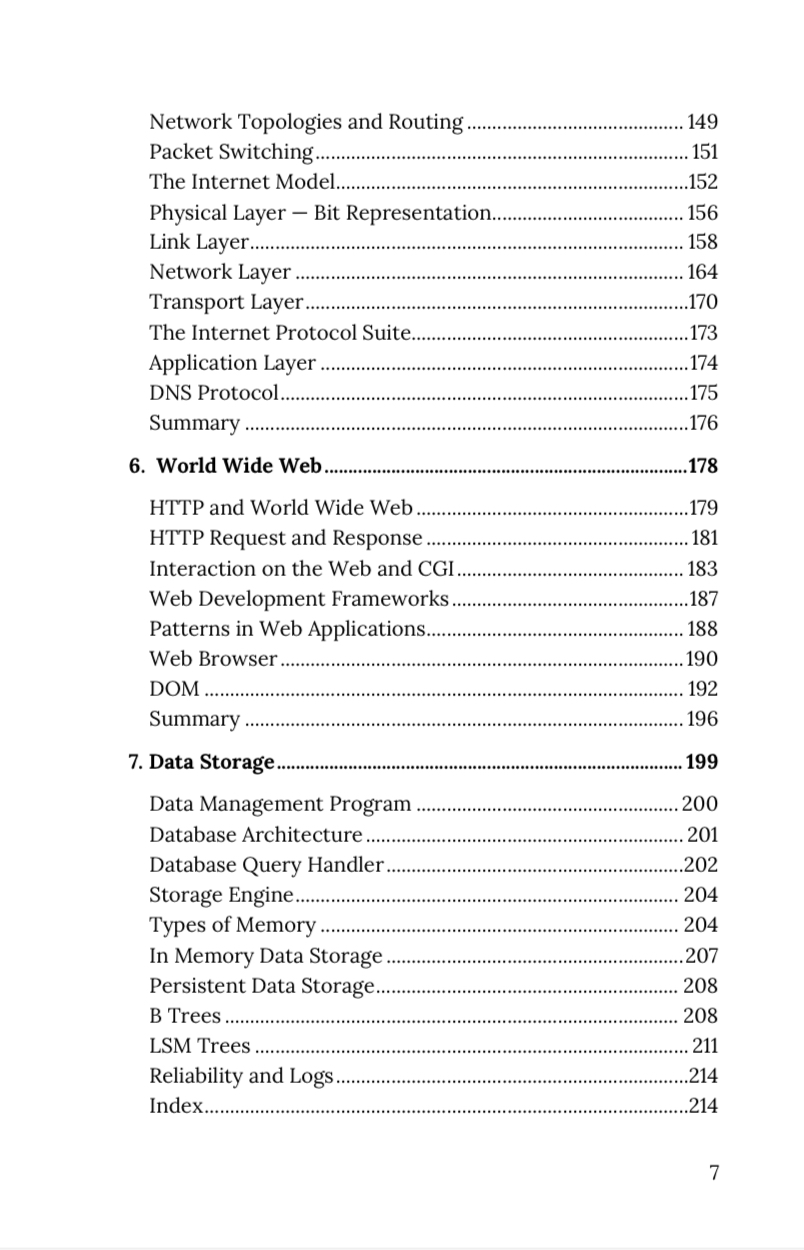 Network Topologies and Routing ............................................ 149
Packet Switching............................................................................ 151
The Internet Model........................................................................152
Physical Layer — Bit Representation....................................... 156
Link Layer......................................................................................... 158
Network Layer ................................................................................ 164
Transport Layer..............................................................................170
The Internet Protocol Suite.........................................................173
Application Layer ...........................................................................174
DNS Protocol....................................................................................175
Summary ...........................................................................................176
6. World Wide Web............................................................................178
HTTP and World Wide Web .......................................................179
HTTP Request and Response ..................................................... 181
Interaction on the Web and CGI.............................................. 183
Web Development Frameworks................................................187
Patterns in Web Applications.................................................... 188
Web Browser ...................................................................................190
DOM .................................................................................................. 192
Summary .......................................................................................... 196
7. Data Storage..................................................................................... 199
Data Management Program ..................................................... 200
Database Architecture ................................................................. 201
Database Query Handler.............................................................202
Storage Engine............................................................................... 204
Types of Memory .......................................................................... 204
In Memory Data Storage .............................................................207
Persistent Data Storage.............................................................. 208
B Trees ............................................................................................. 208
LSM Trees ........................................................................................ 211
Reliability and Logs........................................................................214
Index...................................................................................................214
7